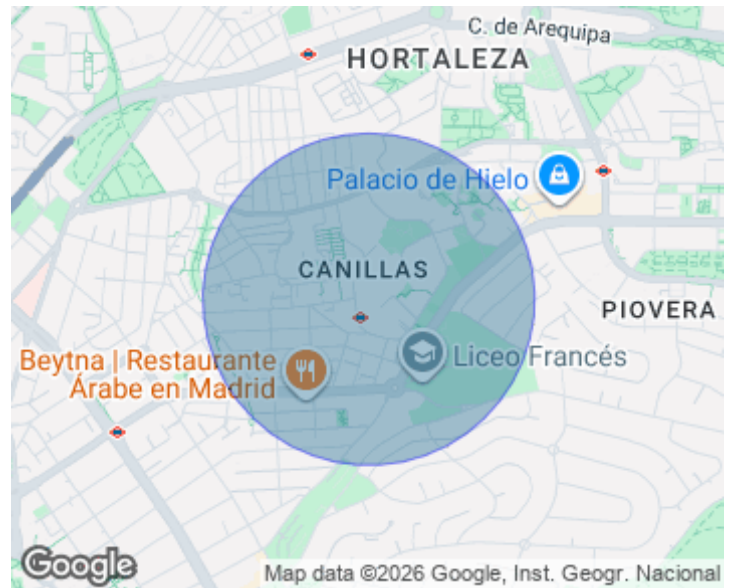 C. de Arequipa
HORTALEZA
Palacio de Hielo
CANILLAS
PIOVERA
Beytna | Restaurante
Árabe en Madrid
Liceo Francés
Google
Map data ©2026 Google, Inst. Geogr. Nacional